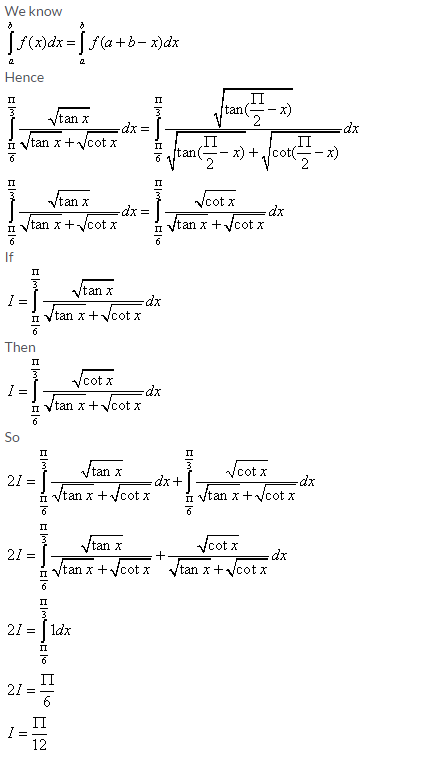 We know
∫_a^b f(x)dx = ∫_a^b f(a+b−x)dx
Hence
∫_{Π/6}^{Π/3} √(tan x)/(√(tan x)+√(cot x)) dx = ∫_{Π/6}^{Π/3} √(tan(Π/2−x))/(√(tan(Π/2−x))+√(cot(Π/2−x))) dx
∫_{Π/6}^{Π/3} √(tan x)/(√(tan x)+√(cot x)) dx = ∫_{Π/6}^{Π/3} √(cot x)/(√(tan x)+√(cot x)) dx
If
I = ∫_{Π/6}^{Π/3} √(tan x)/(√(tan x)+√(cot x)) dx
Then
I = ∫_{Π/6}^{Π/3} √(cot x)/(√(tan x)+√(cot x)) dx
So
2I = ∫_{Π/6}^{Π/3} √(tan x)/(√(tan x)+√(cot x)) dx + ∫_{Π/6}^{Π/3} √(cot x)/(√(tan x)+√(cot x)) dx
2I = ∫_{Π/6}^{Π/3} √(tan x)/(√(tan x)+√(cot x)) + √(cot x)/(√(tan x)+√(cot x)) dx
2I = ∫_{Π/6}^{Π/3} 1dx
2I = Π/6
I = Π/12